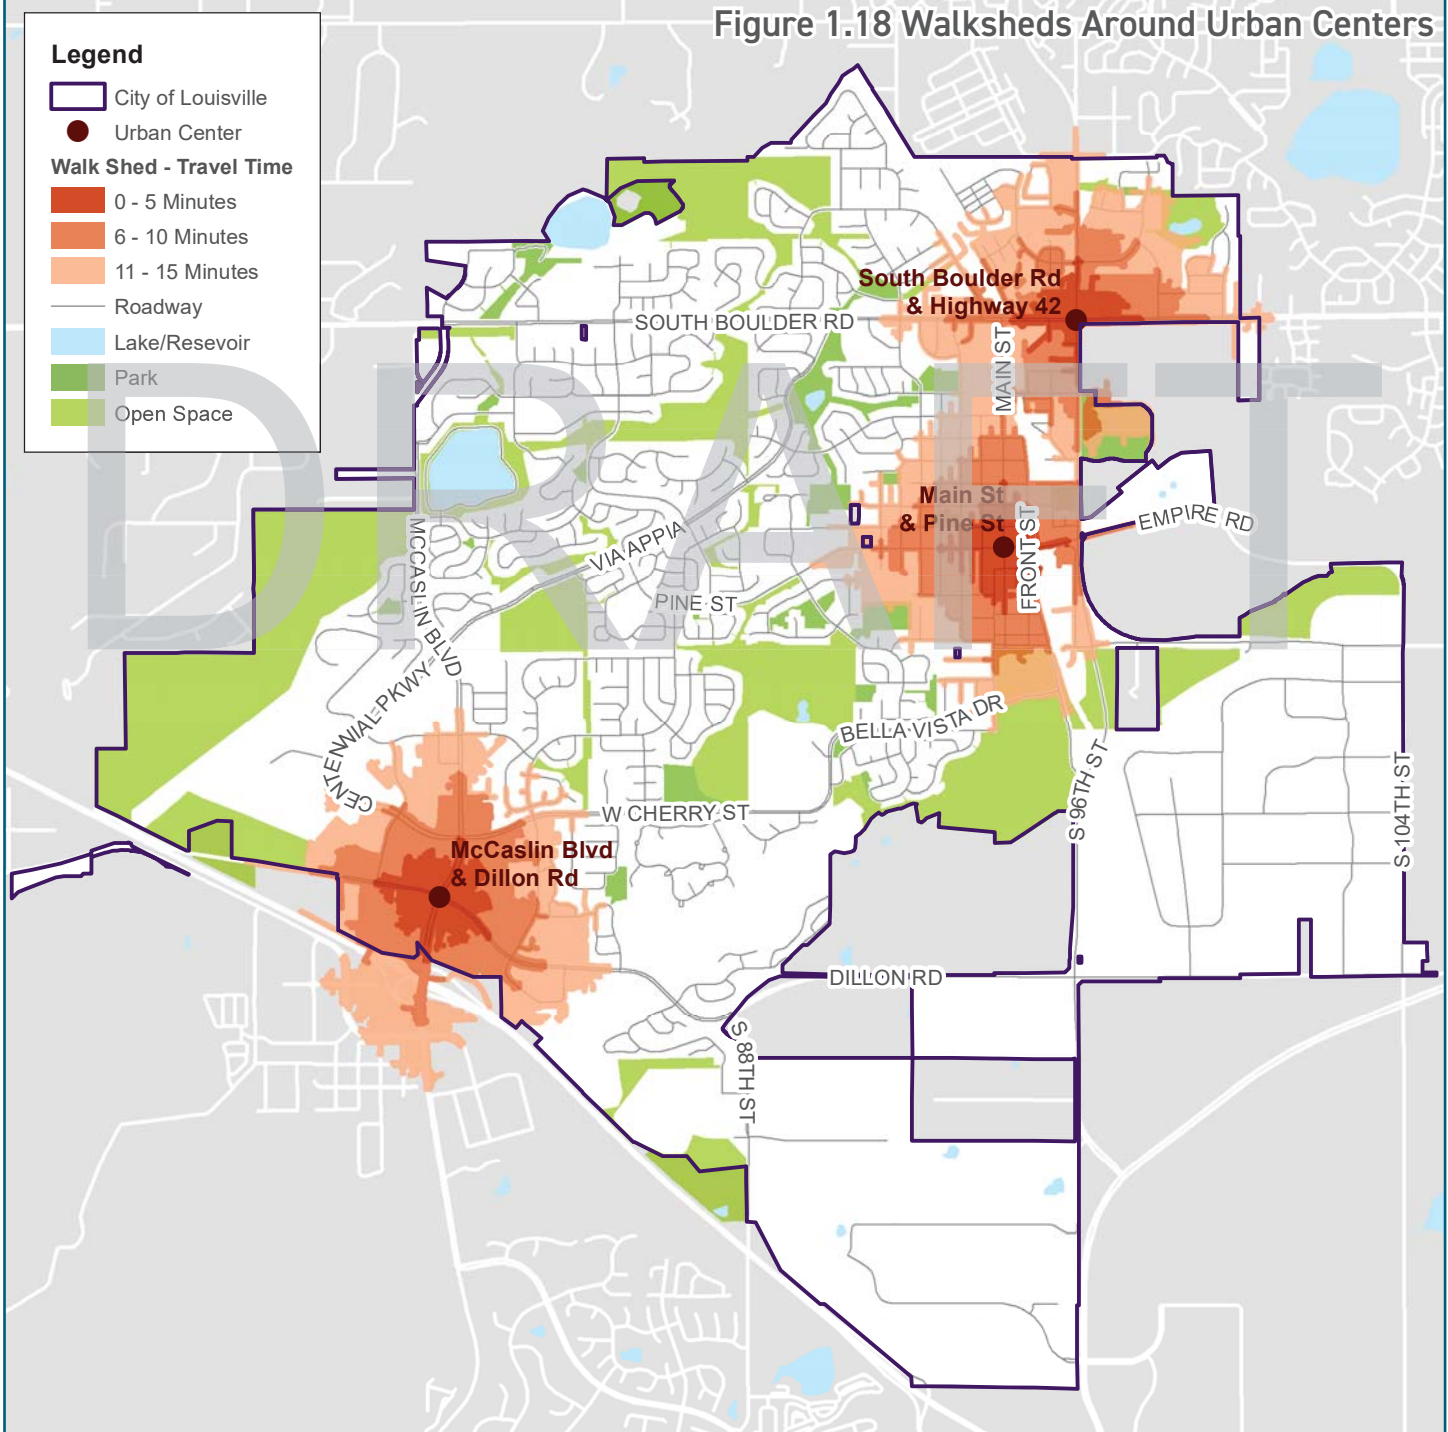 Figure 1.18 Walksheds Around Urban Centers
Legend
City of Louisville
Urban Center
Walk Shed - Travel Time
0 - 5 Minutes
6 - 10 Minutes
11 - 15 Minutes
Roadway
Lake/Resevoir
Park
Open Space
South Boulder Rd
& Highway 42
SOUTH BOULDER RD
MAIN ST
DRAFT
Main St
& Pine St
FRONT ST
EMPIRE RD
MCCASLIN BLVD
VIA APPIA
PINE ST
CENTENNIAL PKWY
BELLA VISTA DR
S 96TH ST
S 104TH ST
W CHERRY ST
McCaslin Blvd
& Dillon Rd
DILLON RD
S 88TH ST